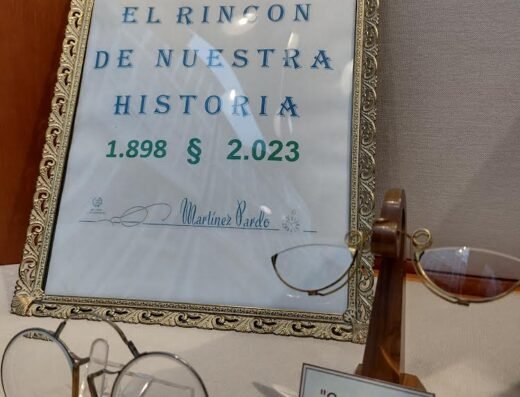 EL RINCON
DE NUESTRA
HISTORIA
1.898 § 2.023
Martínez Pardo